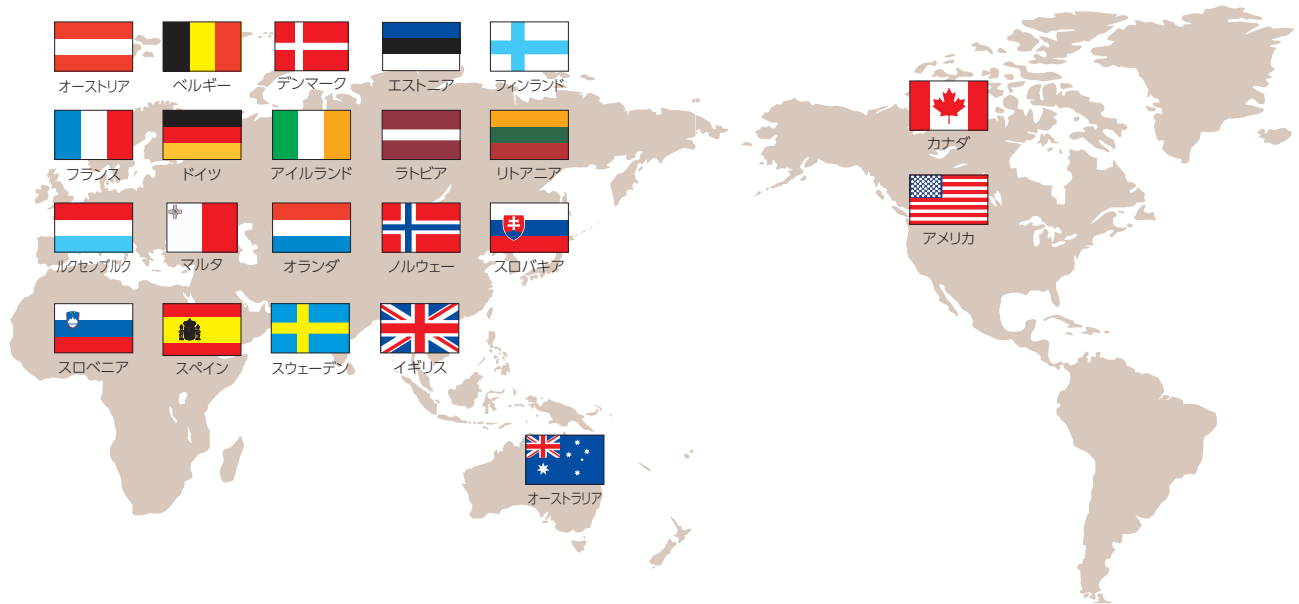 オーストリア
ベルギー
デンマーク
エストニア
フィンランド
フランス
ドイツ
アイルランド
ラトビア
リトアニア
ルクセンブルク
マルタ
オランダ
ノルウェー
スロバキア
スロベニア
スペイン
スウェーデン
イギリス
カナダ
アメリカ
オーストラリア